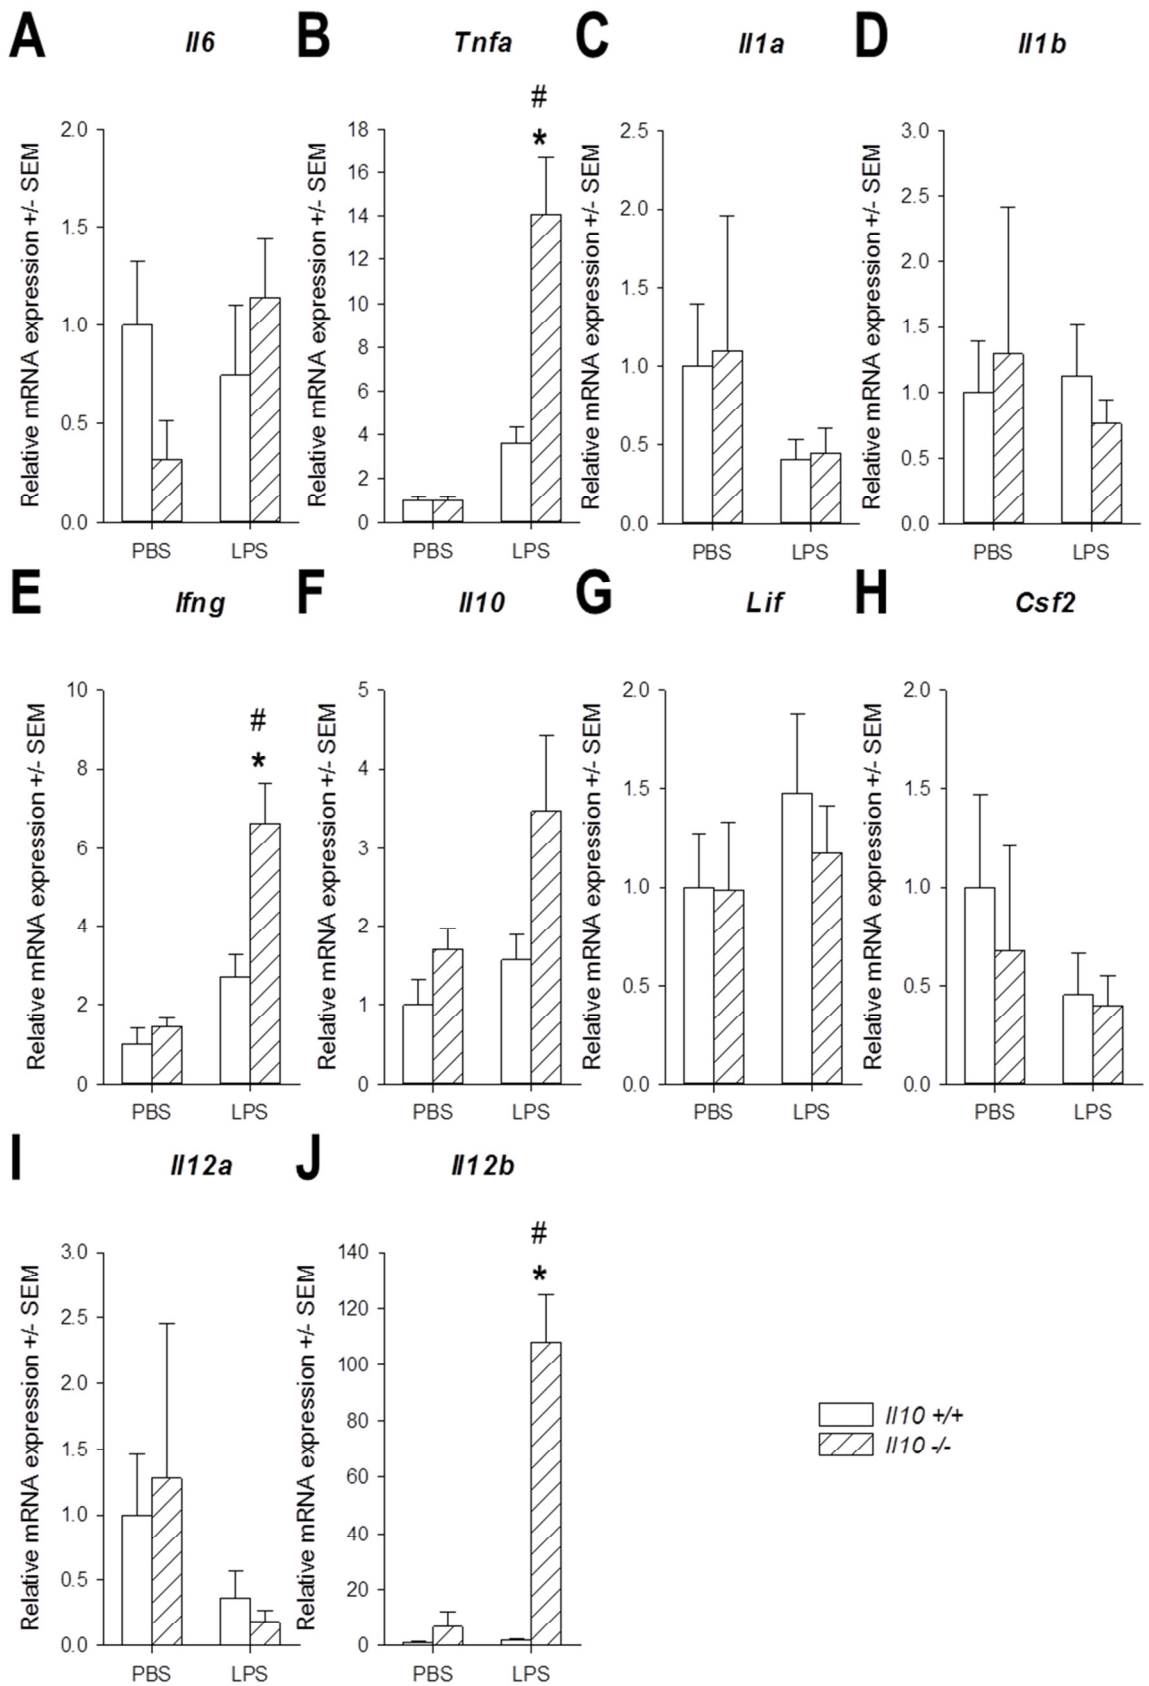 A Il6
B Tnfa
C Il1a
D Il1b
Relative mRNA expression +/- SEM
2.0
1.5
1.0
0.5
0.0
PBS LPS
Relative mRNA expression +/- SEM
18
16
14
12
10
8
6
4
2
0
#
*
PBS LPS
Relative mRNA expression +/- SEM
2.5
2.0
1.5
1.0
0.5
0.0
PBS LPS
Relative mRNA expression +/- SEM
3.0
2.5
2.0
1.5
1.0
0.5
0.0
PBS LPS
E Ifng
F Il10
G Lif
H Csf2
Relative mRNA expression +/- SEM
10
8
6
4
2
0
#
*
PBS LPS
Relative mRNA expression +/- SEM
5
4
3
2
1
0
PBS LPS
Relative mRNA expression +/- SEM
2.0
1.5
1.0
0.5
0.0
PBS LPS
Relative mRNA expression +/- SEM
2.0
1.5
1.0
0.5
0.0
PBS LPS
I Il12a
J Il12b
Relative mRNA expression +/- SEM
3.0
2.5
2.0
1.5
1.0
0.5
0.0
PBS LPS
Relative mRNA expression +/- SEM
140
120
100
80
60
40
20
0
#
*
PBS LPS
Il10 +/+
Il10 -/-